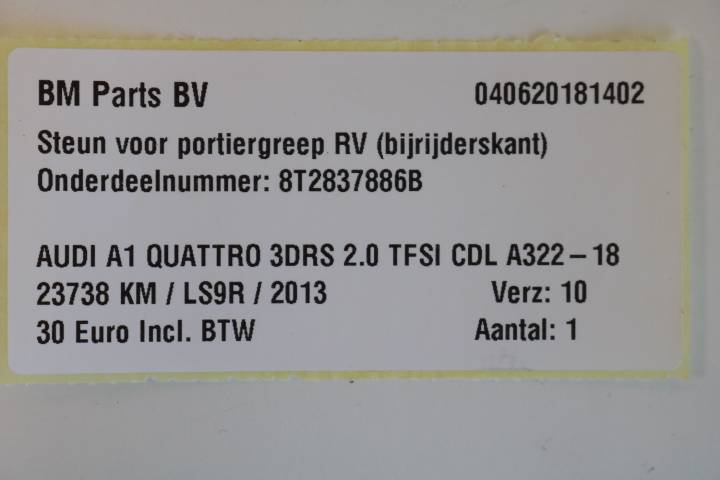 BM Parts BV 040620181402
Steun voor portiergreep RV (bijrijderskant)
Onderdeelnummer: 8T2837886B
AUDI A1 QUATTRO 3DRS 2.0 TFSI CDL A322-18
23738 KM / LS9R / 2013 Verz: 10
30 Euro Incl. BTW Aantal: 1